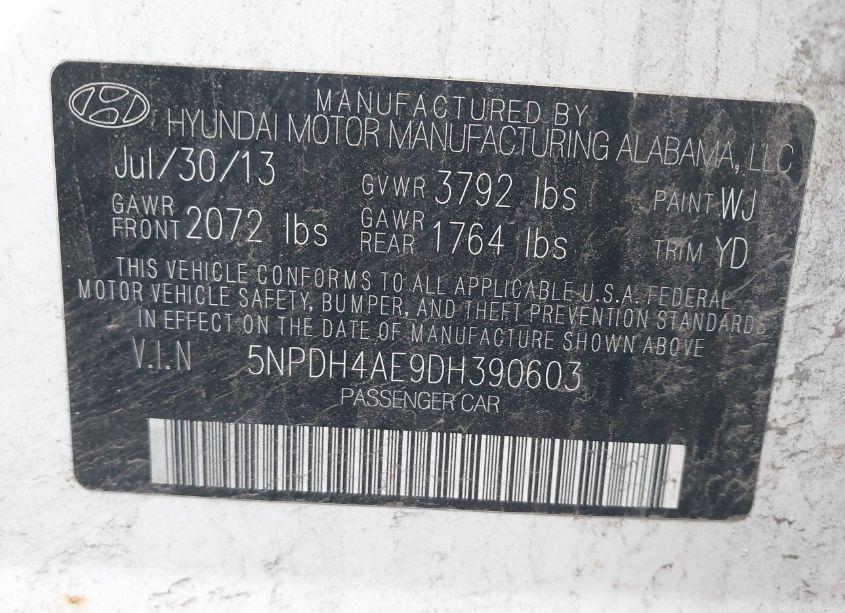 MANUFACTURED BY
HYUNDAI MOTOR MANUFACTURING ALABAMA, LLC
Jul/30/13 GVWR 3792 lbs PAINT WJ
GAWR FRONT 2072 lbs GAWR REAR 1764 lbs TRIM YD
THIS VEHICLE CONFORMS TO ALL APPLICABLE U.S.A. FEDERAL
MOTOR VEHICLE SAFETY, BUMPER, AND THEFT PREVENTION STANDARDS
IN EFFECT ON THE DATE OF MANUFACTURE SHOWN ABOVE
V.I.N 5NPDH4AE9DH390603
PASSENGER CAR